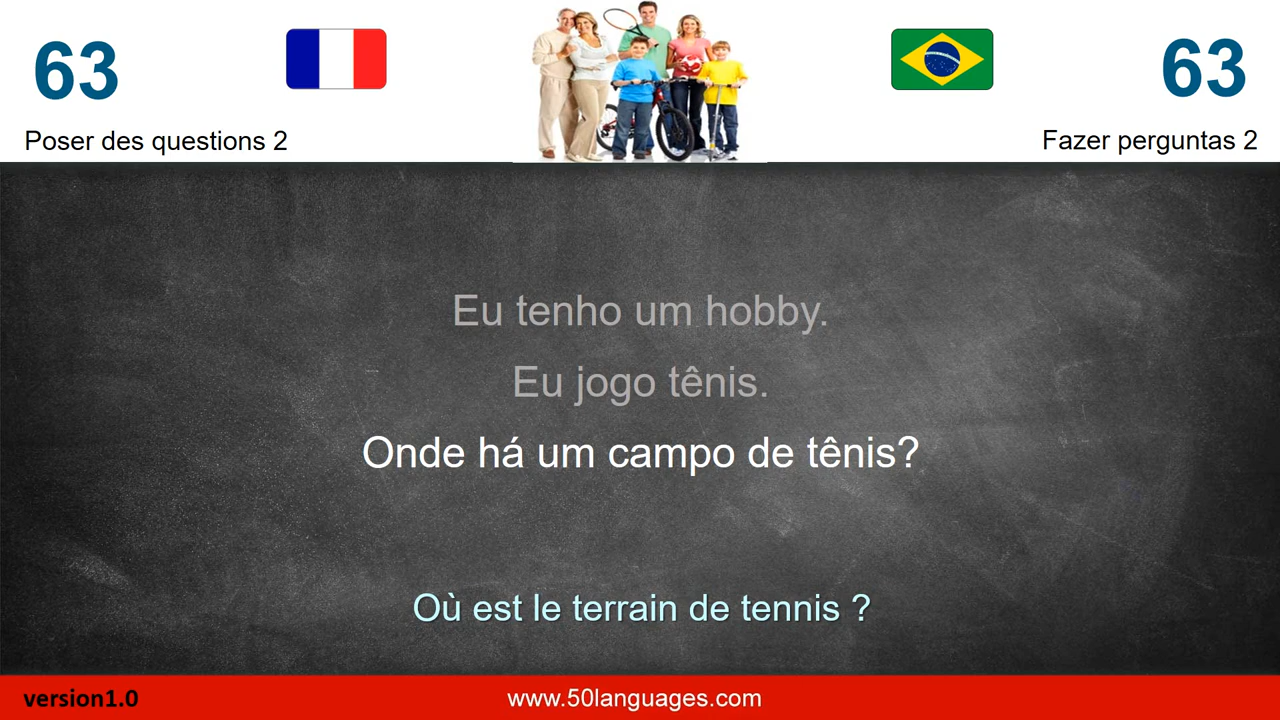 63
63
Poser des questions 2
Fazer perguntas 2
Eu tenho um hobby.
Eu jogo tênis.
Onde há um campo de tênis?
Où est le terrain de tennis ?
version1.0
www.50languages.com